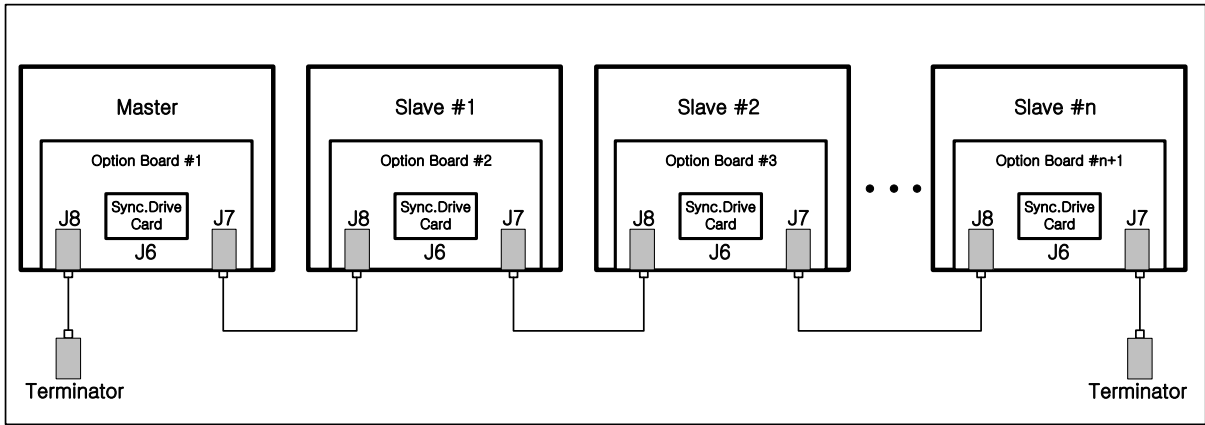 Master
Option Board #1
Sync.Drive
Card
J8
J7
J6
Slave #1
Option Board #2
Sync.Drive
Card
J8
J7
J6
Slave #2
Option Board #3
Sync.Drive
Card
J8
J7
J6
• • •
Slave #n
Option Board #n+1
Sync.Drive
Card
J8
J7
J6
Terminator
Terminator